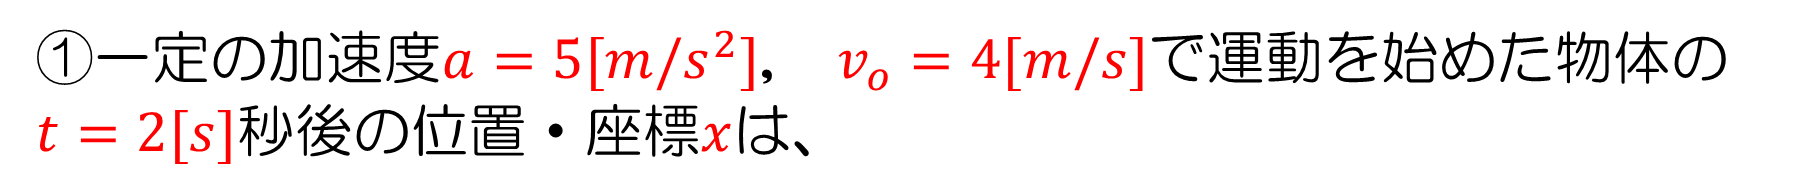 ①一定の加速度a = 5[m/s²], v₀ = 4[m/s]で運動を始めた物体の
t = 2[s]秒後の位置・座標xは、